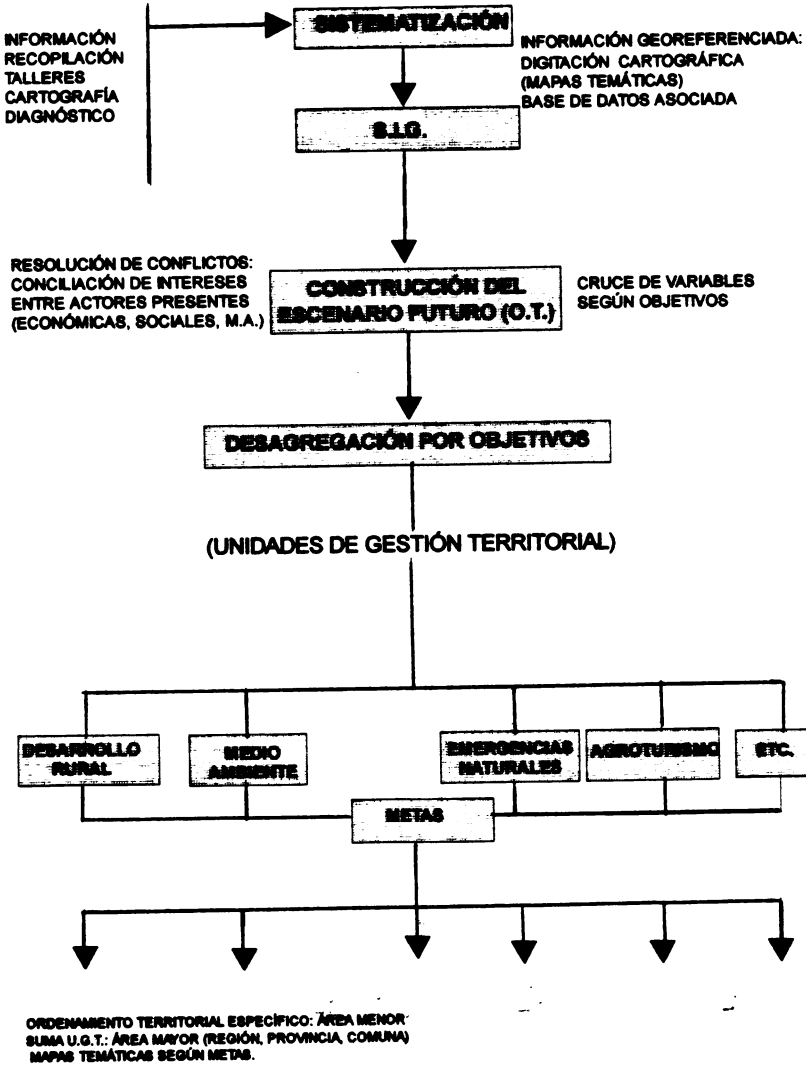 SISTEMATIZACIÓN
INFORMACIÓN
RECOPILACIÓN
TALLERES
CARTOGRAFÍA
DIAGNÓSTICO
INFORMACIÓN GEOREFERENCIADA:
DIGITACIÓN CARTOGRÁFICA
(MAPAS TEMÁTICAS)
BASE DE DATOS ASOCIADA
S.I.G.
RESOLUCIÓN DE CONFLICTOS:
CONCILIACIÓN DE INTERESES
ENTRE ACTORES PRESENTES
(ECONÓMICAS, SOCIALES, M.A.)
CONSTRUCCIÓN DEL
ESCENARIO FUTURO (O.T.)
CRUCE DE VARIABLES
SEGÚN OBJETIVOS
DESAGREGACIÓN POR OBJETIVOS
(UNIDADES DE GESTIÓN TERRITORIAL)
DESARROLLO
RURAL
MEDIO
AMBIENTE
EMERGENCIAS
NATURALES
AGROTURISMO
ETC.
METAS
ORDENAMIENTO TERRITORIAL ESPECÍFICO: ÁREA MENOR
SUMA U.G.T.: ÁREA MAYOR (REGIÓN, PROVINCIA, COMUNA)
MAPAS TEMÁTICAS SEGÚN METAS.